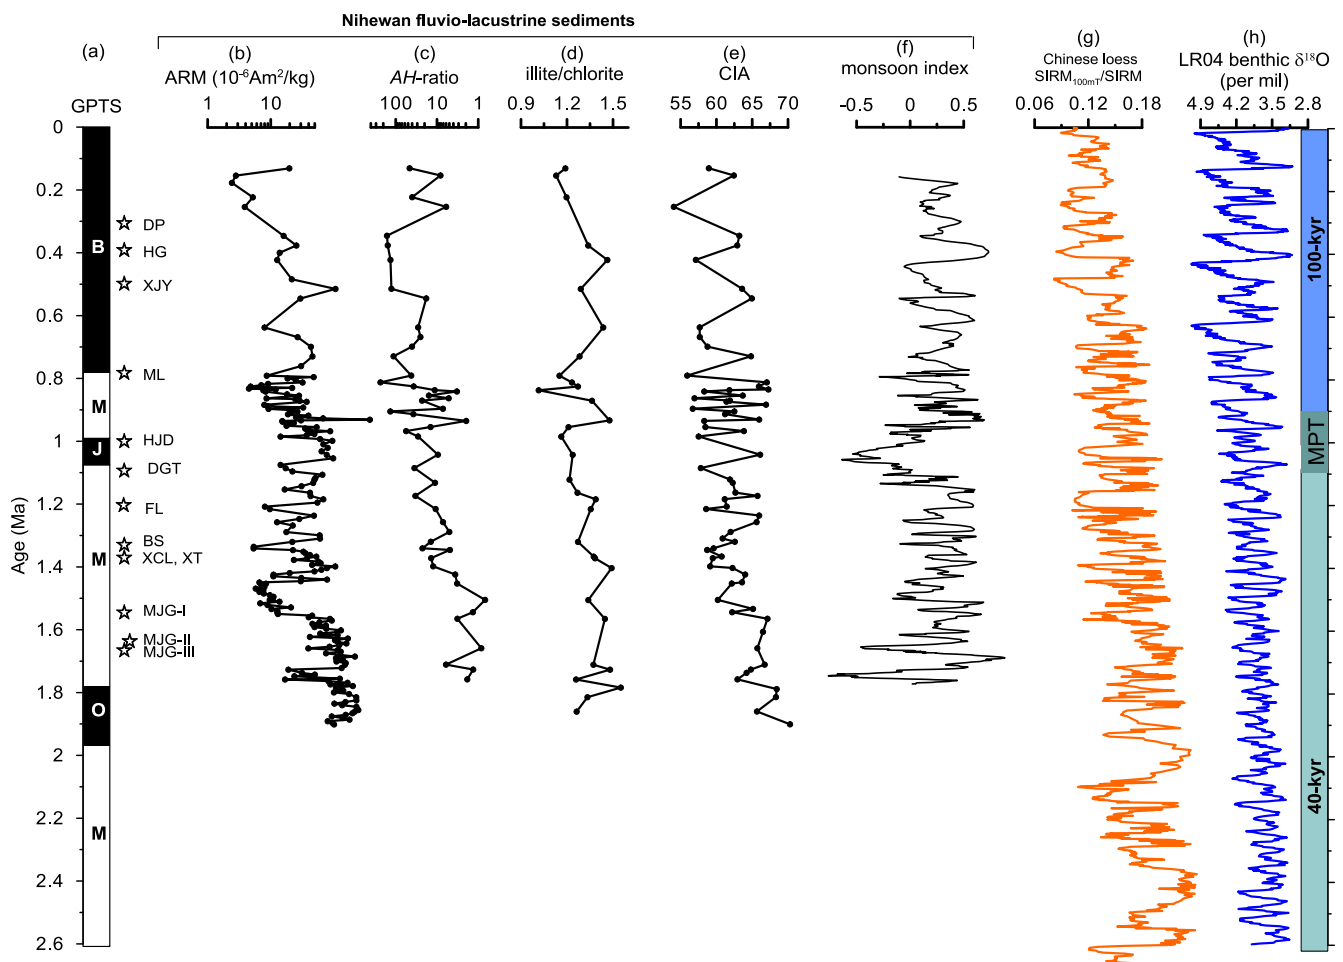 Nihewan fluvio-lacustrine sediments
(a)
(b)
(c)
(d)
(e)
(f)
(g)
(h)
ARM (10⁻⁶Am²/kg)
AH-ratio
illite/chlorite
CIA
monsoon index
Chinese loess
SIRM₁₀₀mT/SIRM
LR04 benthic δ¹⁸O
(per mil)
GPTS
1 10
100 10 1
0.9 1.2 1.5
55 60 65 70
-0.5 0 0.5
0.06 0.12 0.18
4.9 4.2 3.5 2.8
0
0.2
0.4
0.6
0.8
1
1.2
1.4
1.6
1.8
2
2.2
2.4
2.6
Age (Ma)
B
M
J
M
O
M
DP
HG
XJY
ML
HJD
DGT
FL
BS
XCL, XT
MJG-I
MJG-II
MJG-III
100-kyr
MPT
40-kyr